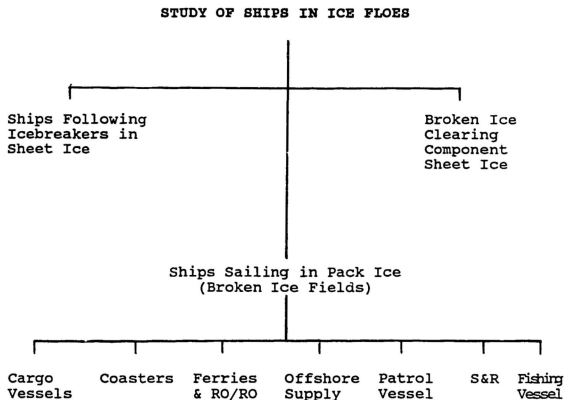 STUDY OF SHIPS IN ICE FLOES
Ships Following
Icebreakers in
Sheet Ice
Broken Ice
Clearing
Component
Sheet Ice
Ships Sailing in Pack Ice
(Broken Ice Fields)
Cargo
Vessels
Coasters
Ferries
& RO/RO
Offshore
Supply
Patrol
Vessel
S&R
Fishing
Vessel